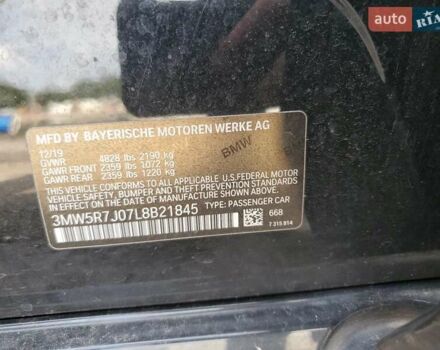 auto RIA
MFD BY BAYERISCHE MOTOREN WERKE AG
12/19
GVWR 4828 lbs 2190 kg
GAWR FRONT 2359 lbs 1072 kg
GAWR REAR 2359 lbs 1220 kg
BMW
THIS VEHICLE CONFORMS TO ALL APPLICABLE U.S. FEDERAL MOTOR
VEHICLE SAFETY, BUMPER, AND THEFT PREVENTION STANDARDS
IN EFFECT ON THE DATE OF MANUFACTURE SHOWN ABOVE.
3MW5R7J07L8B21845 TYPE: PASSENGER CAR
668
7 315 914